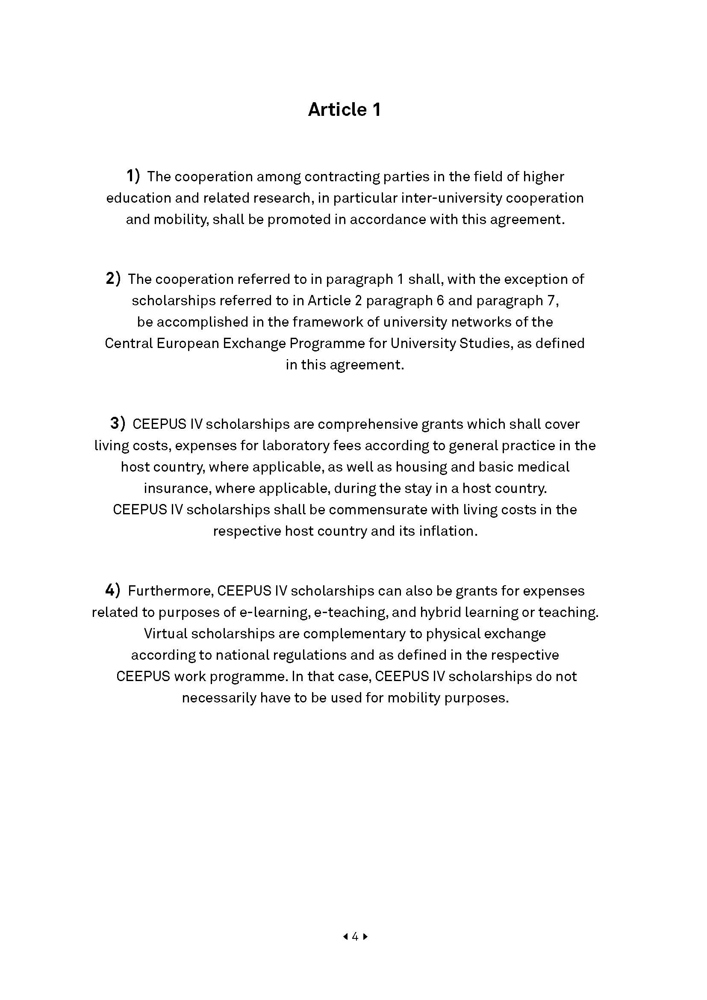 Article 1
1) The cooperation among contracting parties in the field of higher
education and related research, in particular inter-university cooperation
and mobility, shall be promoted in accordance with this agreement.
2) The cooperation referred to in paragraph 1 shall, with the exception of
scholarships referred to in Article 2 paragraph 6 and paragraph 7,
be accomplished in the framework of university networks of the
Central European Exchange Programme for University Studies, as defined
in this agreement.
3) CEEPUS IV scholarships are comprehensive grants which shall cover
living costs, expenses for laboratory fees according to general practice in the
host country, where applicable, as well as housing and basic medical
insurance, where applicable, during the stay in a host country.
CEEPUS IV scholarships shall be commensurate with living costs in the
respective host country and its inflation.
4) Furthermore, CEEPUS IV scholarships can also be grants for expenses
related to purposes of e-learning, e-teaching, and hybrid learning or teaching.
Virtual scholarships are complementary to physical exchange
according to national regulations and as defined in the respective
CEEPUS work programme. In that case, CEEPUS IV scholarships do not
necessarily have to be used for mobility purposes.
◀ 4 ▶